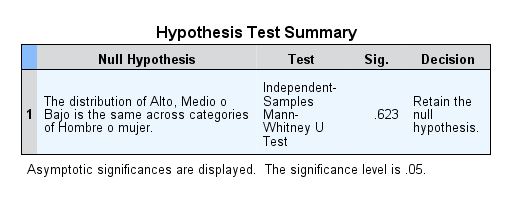 Hypothesis Test Summary
Null Hypothesis Test Sig. Decision
1
The distribution of Alto, Medio o
Bajo is the same across categories
of Hombre o mujer.
Independent-
Samples
Mann-
Whitney U
Test
.623
Retain the
null
hypothesis.
Asymptotic significances are displayed. The significance level is .05.